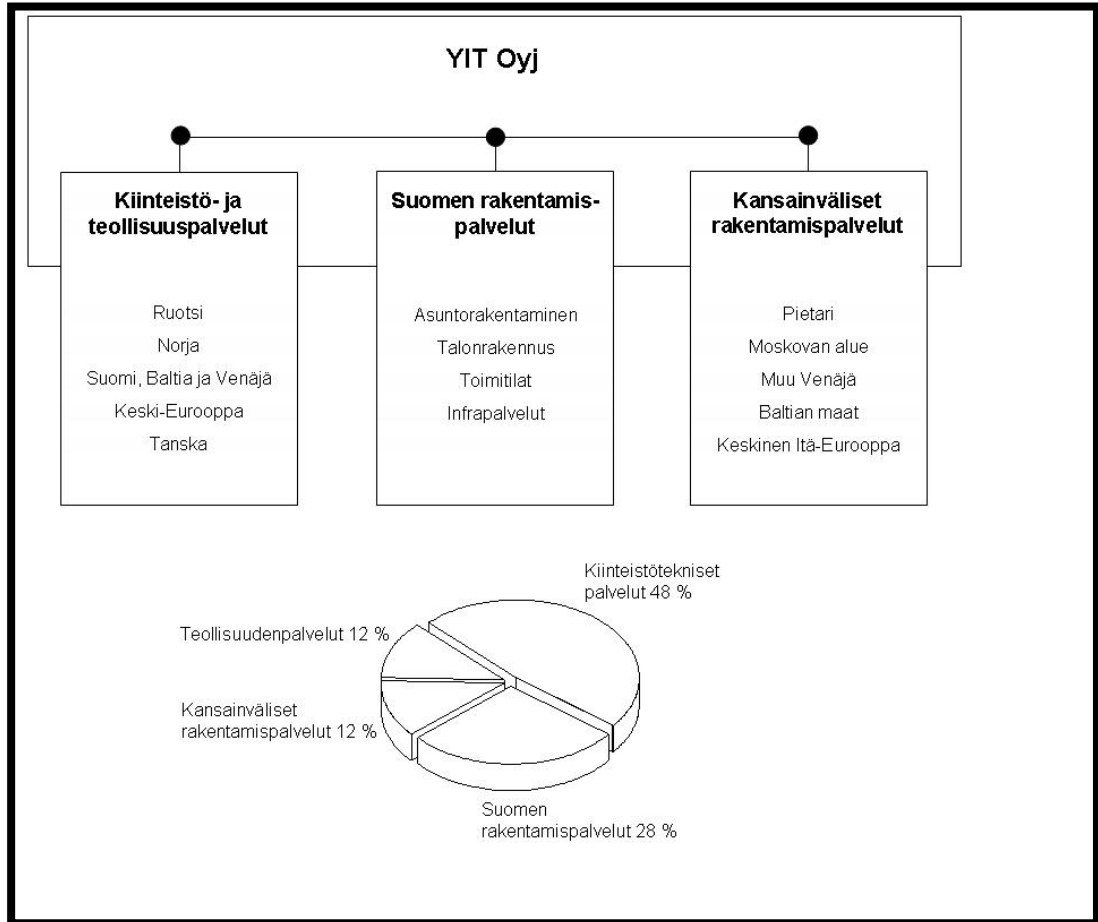 YIT Oyj
Kiinteistö- ja
teollisuuspalvelut
Ruotsi
Norja
Suomi, Baltia ja Venäjä
Keski-Eurooppa
Tanska
Suomen rakentamis-
palvelut
Asuntorakentaminen
Talonrakennus
Toimitilat
Infrapalvelut
Kansainväliset
rakentamispalvelut
Pietari
Moskovan alue
Muu Venäjä
Baltian maat
Keskinen Itä-Eurooppa
Kiinteistötekniset
palvelut 48 %
Teollisuudenpalvelut 12 %
Kansainväliset
rakentamispalvelut 12 %
Suomen
rakentamispalvelut 28 %